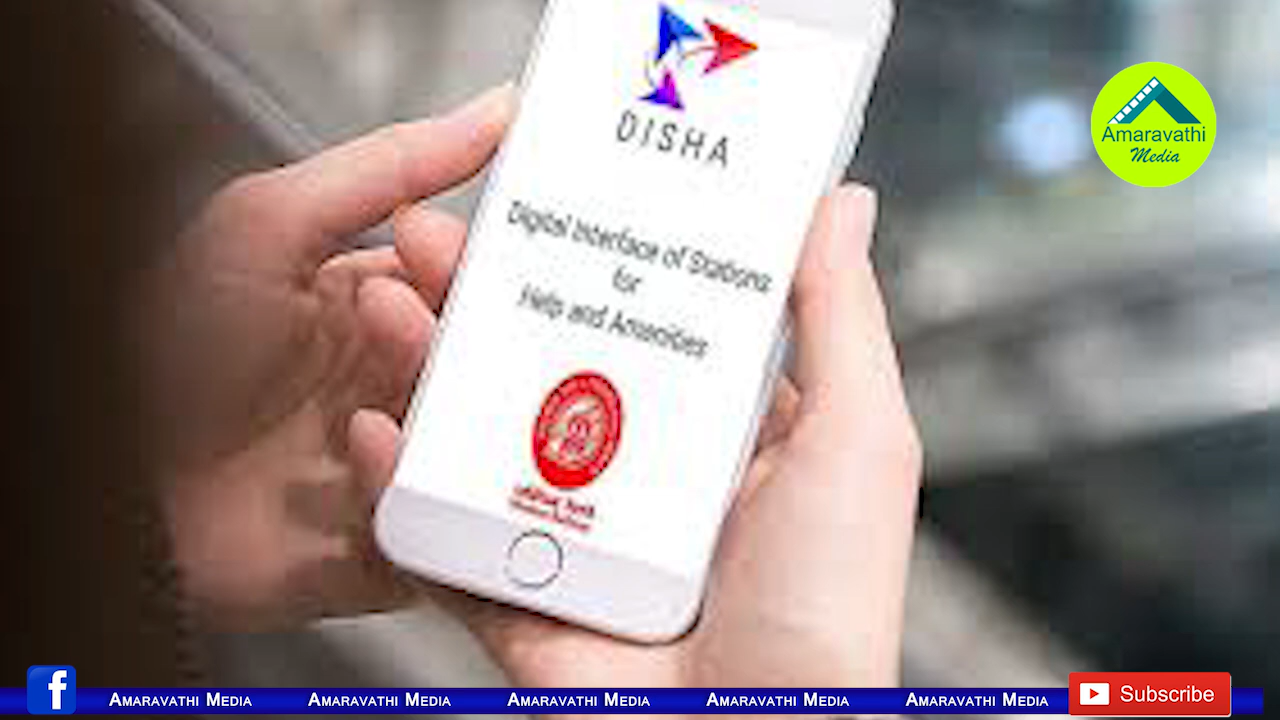 DISHA
Digital Interface of Stations
for
Help and Amenities
Amaravathi
Media
f
Amaravathi Media Amaravathi Media Amaravathi Media Amaravathi Media Amaravathi Media
Subscribe